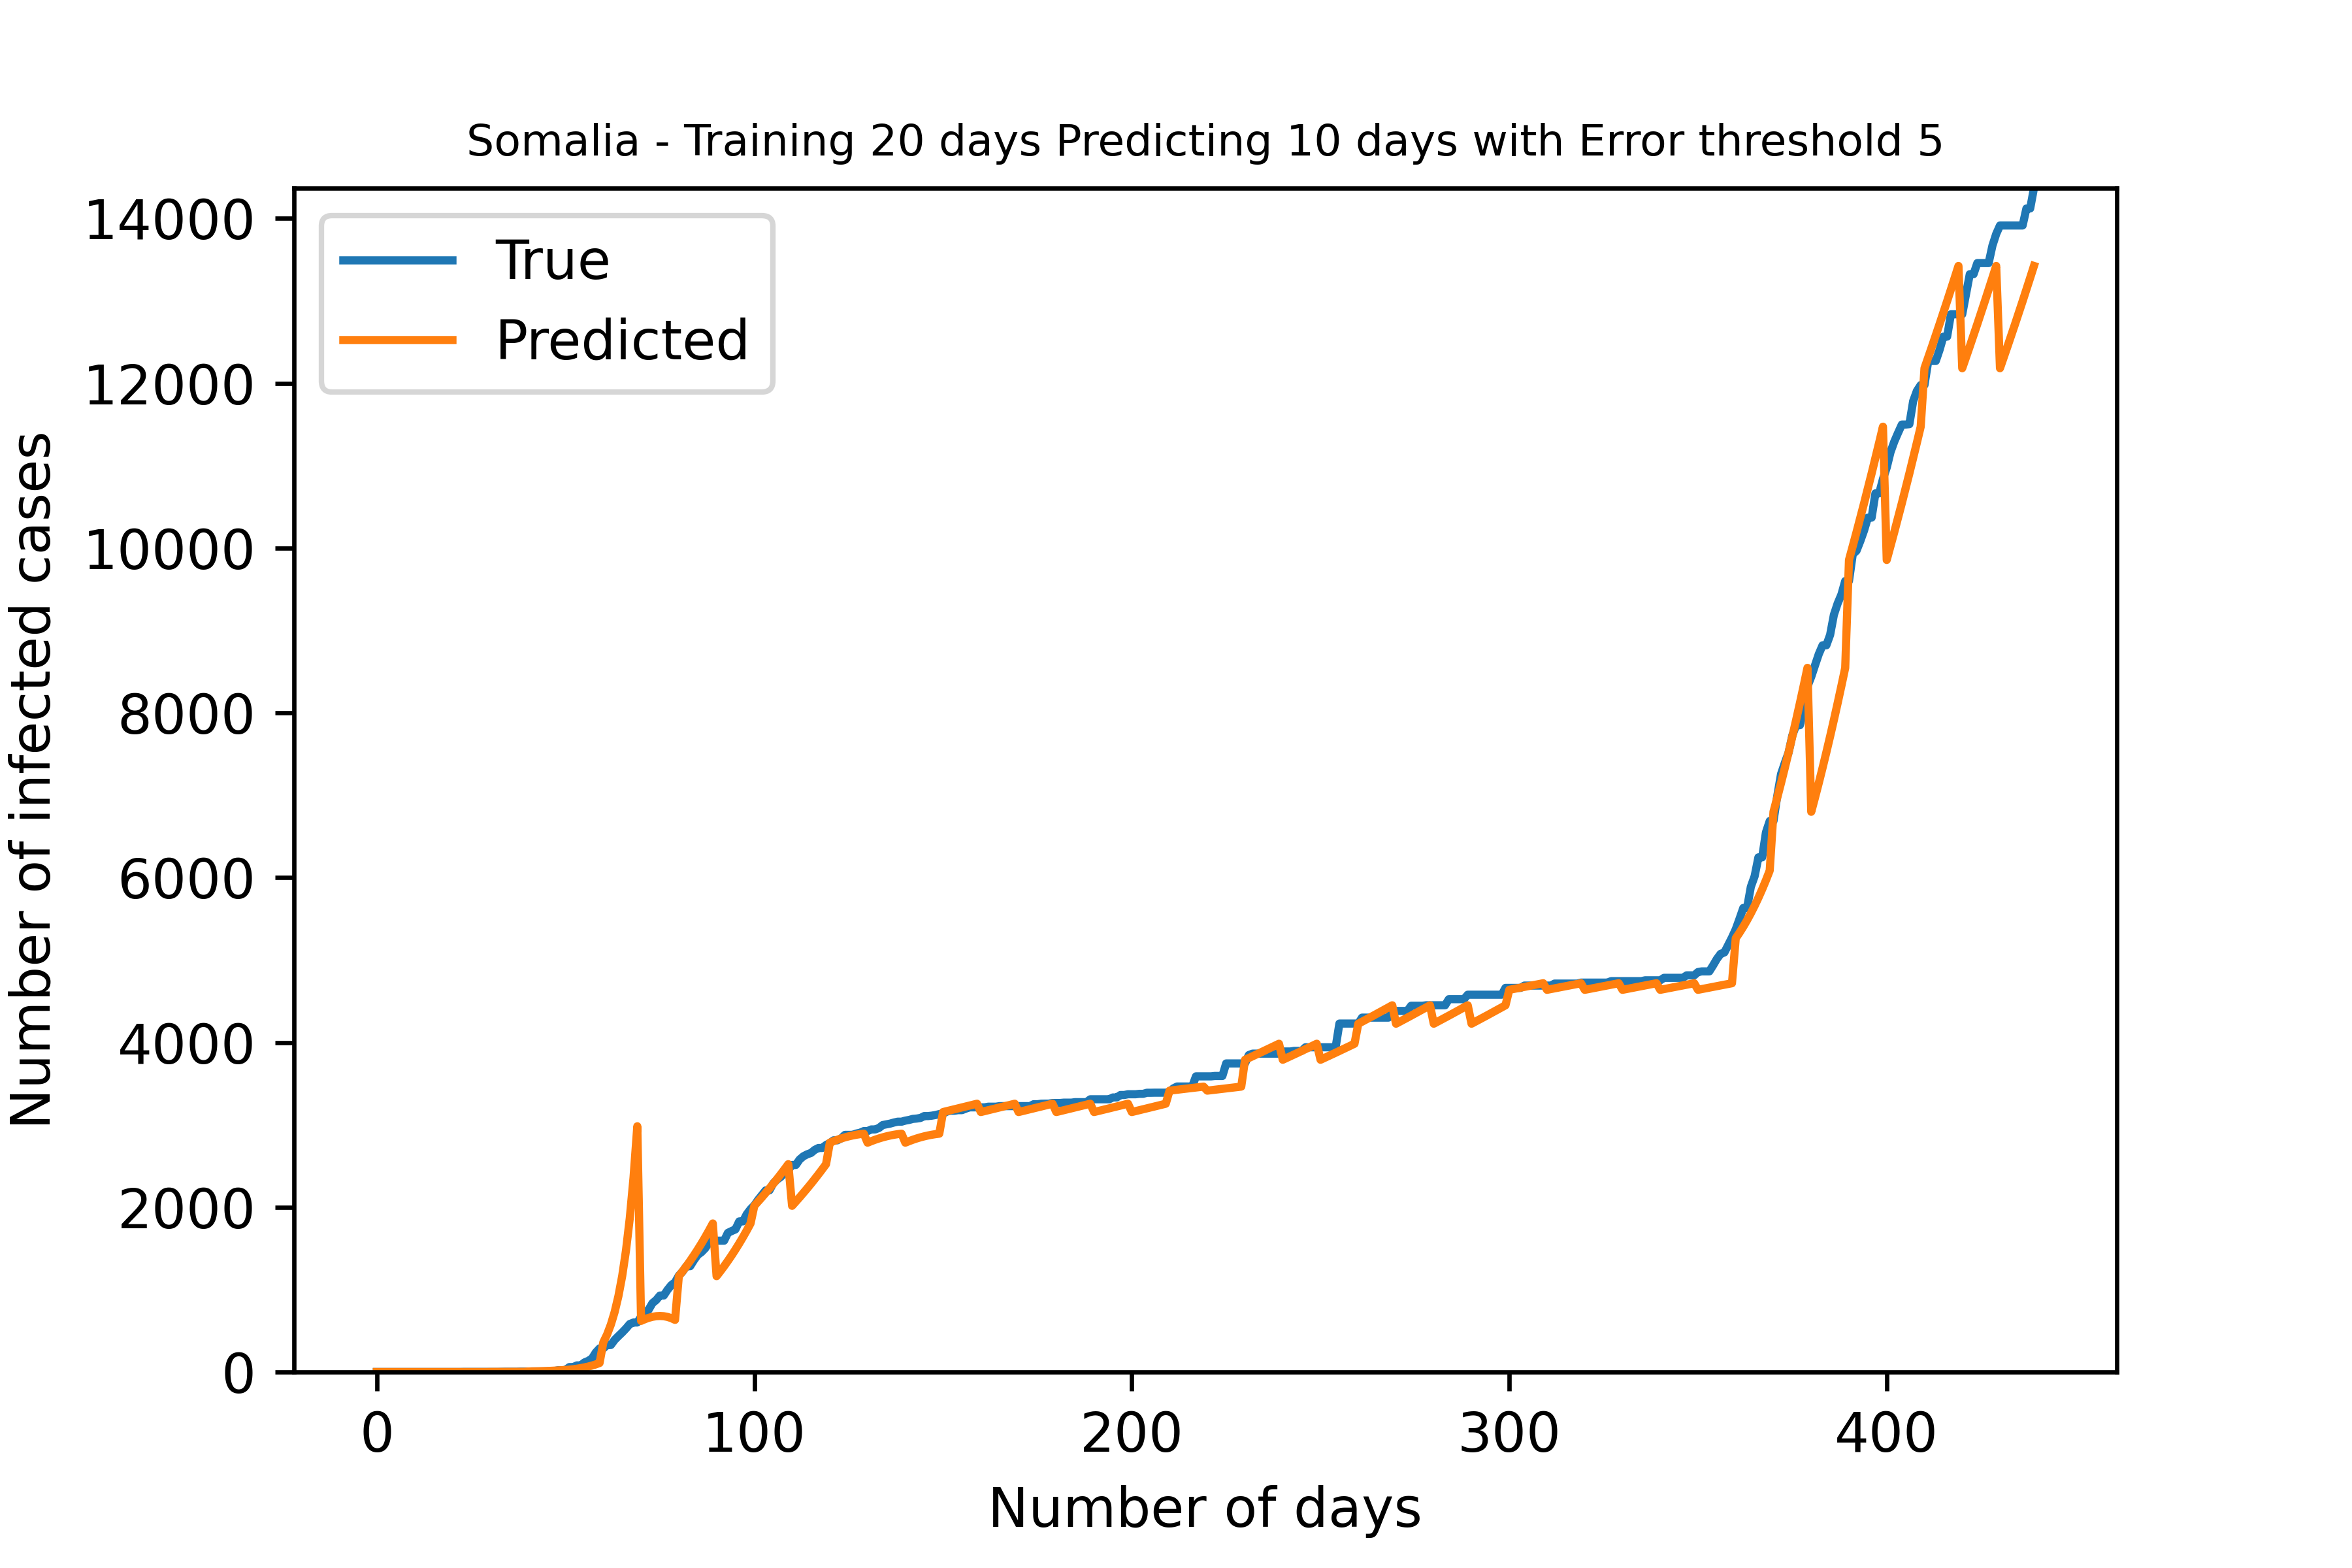 Somalia - Training 20 days Predicting 10 days with Error threshold 5
True
Predicted
14000
12000
10000
8000
6000
4000
2000
0
Number of infected cases
0 100 200 300 400
Number of days